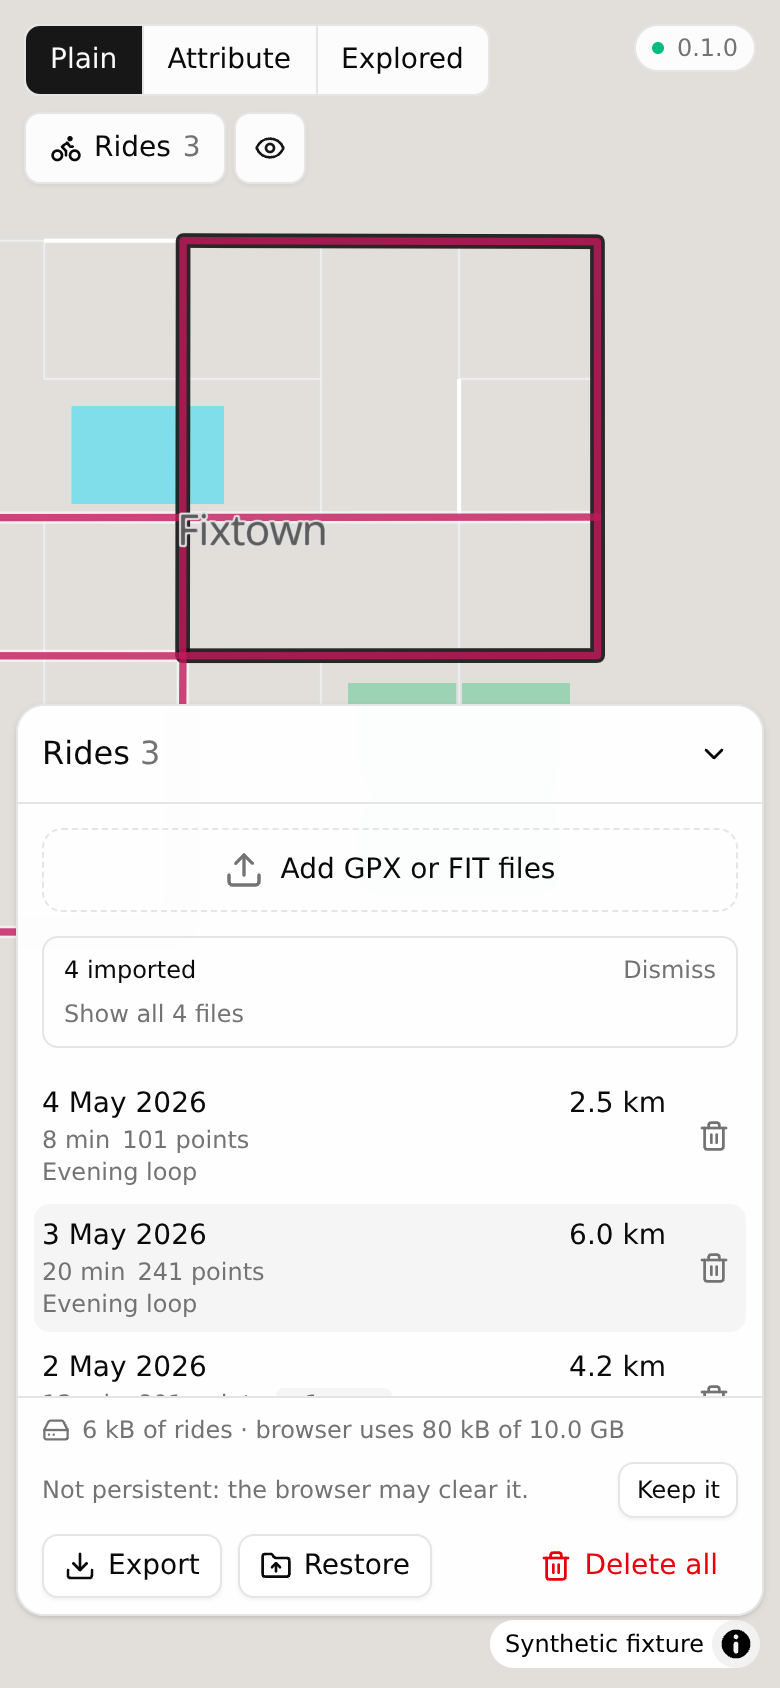 Plain Attribute Explored 0.1.0
Rides 3
Fixtown
Rides 3
Add GPX or FIT files
4 imported Dismiss
Show all 4 files
4 May 2026 2.5 km
8 min 101 points
Evening loop
3 May 2026 6.0 km
20 min 241 points
Evening loop
2 May 2026 4.2 km
6 kB of rides · browser uses 80 kB of 10.0 GB
Not persistent: the browser may clear it. Keep it
Export Restore Delete all
Synthetic fixture